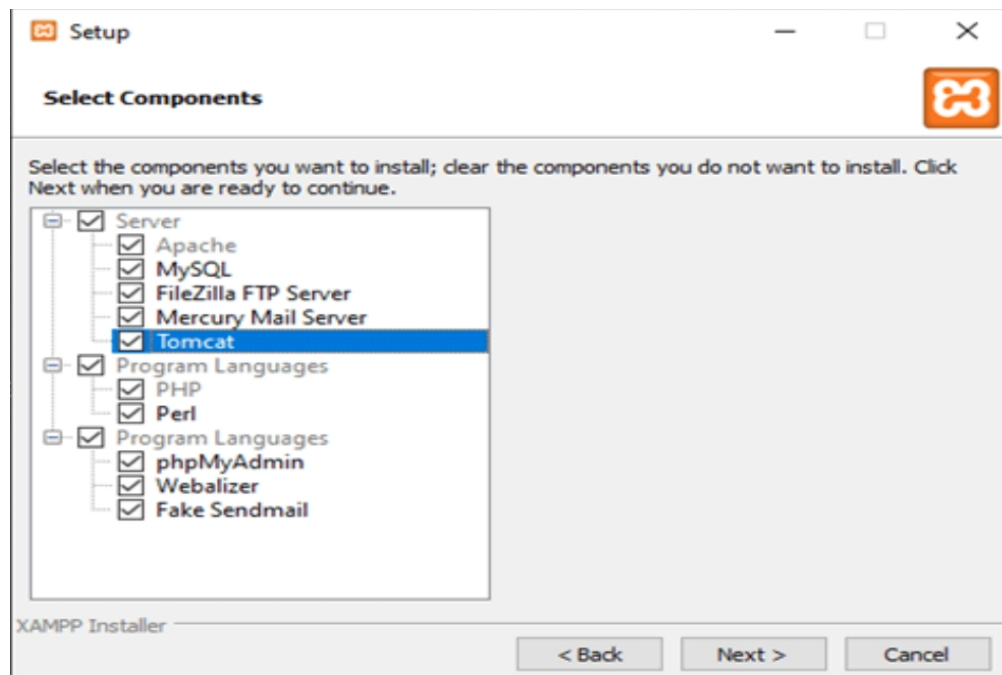 Setup
Select Components
Select the components you want to install; clear the components you do not want to install. Click
Next when you are ready to continue.
Server
Apache
MySQL
FileZilla FTP Server
Mercury Mail Server
Tomcat
Program Languages
PHP
Perl
Program Languages
phpMyAdmin
Webalizer
Fake Sendmail
XAMPP Installer
< Back Next > Cancel